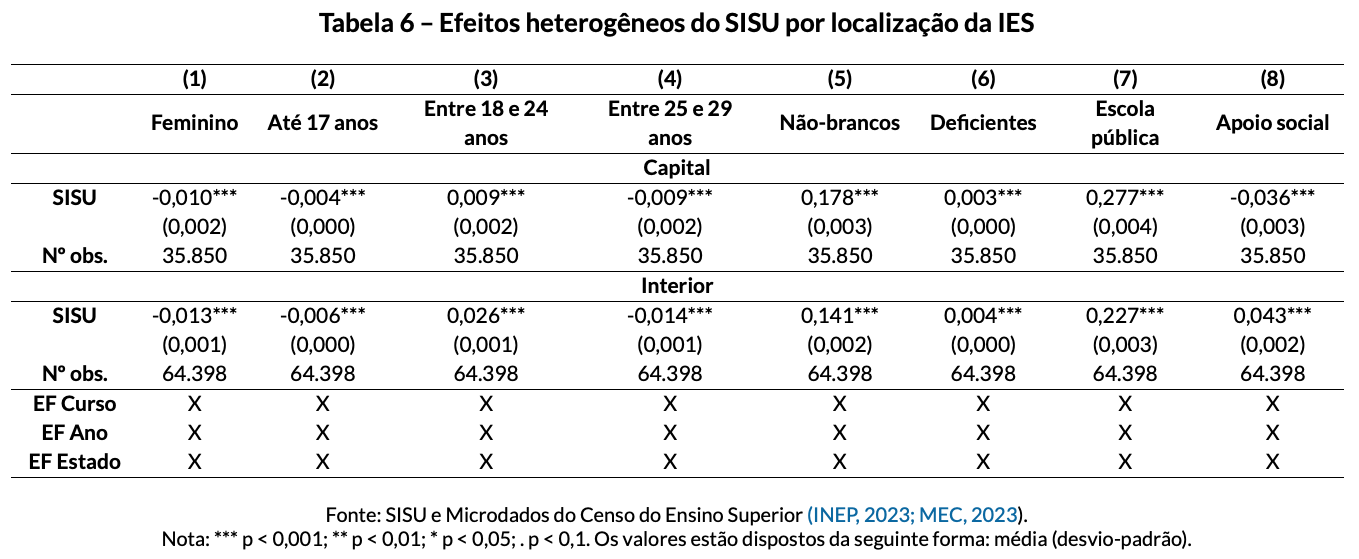 Tabela 6 – Efeitos heterogêneos do SISU por localização da IES
(1) (2) (3) (4) (5) (6) (7) (8)
Feminino Até 17 anos Entre 18 e 24 anos Entre 25 e 29 anos Não-brancos Deficientes Escola pública Apoio social
Capital
SISU -0,010*** -0,004*** 0,009*** -0,009*** 0,178*** 0,003*** 0,277*** -0,036***
(0,002) (0,000) (0,002) (0,002) (0,003) (0,000) (0,004) (0,003)
Nº obs. 35.850 35.850 35.850 35.850 35.850 35.850 35.850 35.850
Interior
SISU -0,013*** -0,006*** 0,026*** -0,014*** 0,141*** 0,004*** 0,227*** 0,043***
(0,001) (0,000) (0,001) (0,001) (0,002) (0,000) (0,003) (0,002)
Nº obs. 64.398 64.398 64.398 64.398 64.398 64.398 64.398 64.398
EF Curso X X X X X X X X
EF Ano X X X X X X X X
EF Estado X X X X X X X X
Fonte: SISU e Microdados do Censo do Ensino Superior (INEP, 2023; MEC, 2023).
Nota: *** p < 0,001; ** p < 0,01; * p < 0,05; . p < 0,1. Os valores estão dispostos da seguinte forma: média (desvio-padrão).